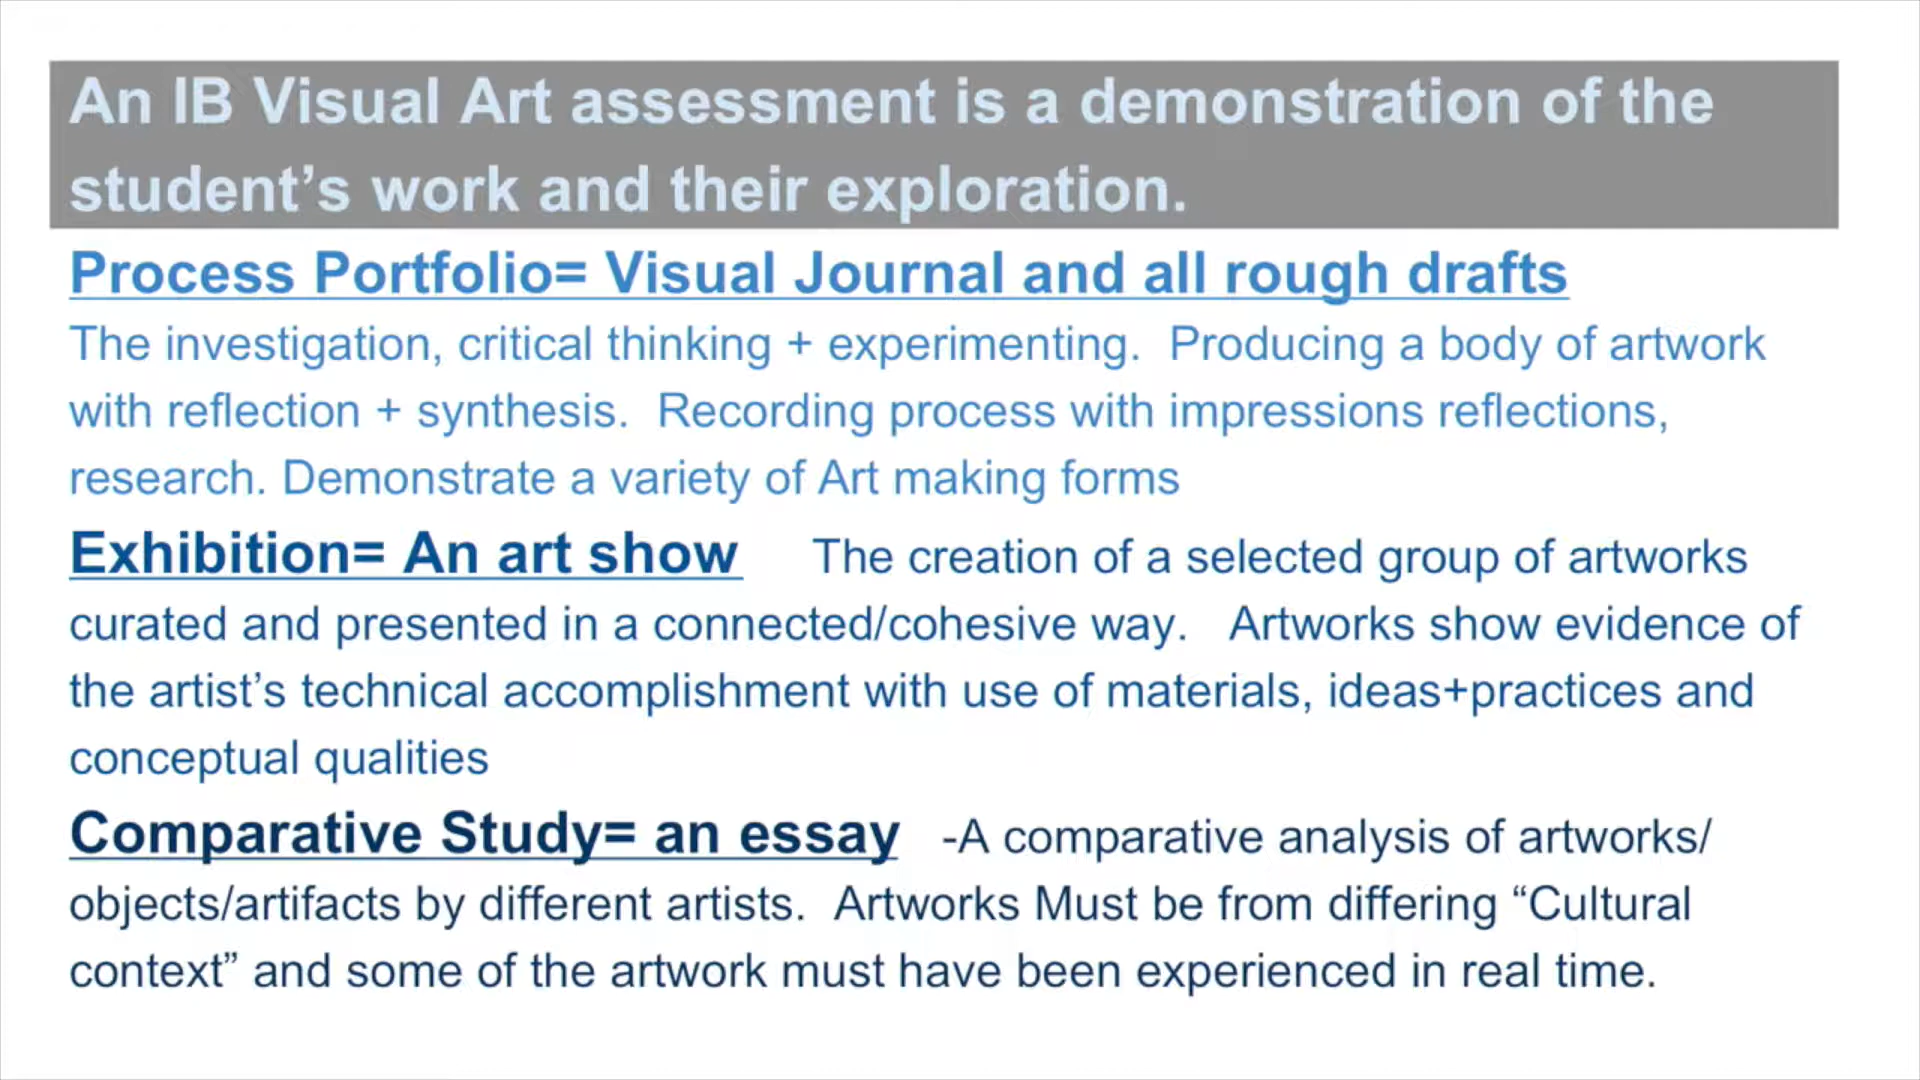 An IB Visual Art assessment is a demonstration of the
student’s work and their exploration.
Process Portfolio= Visual Journal and all rough drafts
The investigation, critical thinking + experimenting.  Producing a body of artwork
with reflection + synthesis.  Recording process with impressions reflections,
research. Demonstrate a variety of Art making forms
Exhibition= An art show    The creation of a selected group of artworks
curated and presented in a connected/cohesive way.   Artworks show evidence of
the artist’s technical accomplishment with use of materials, ideas+practices and
conceptual qualities
Comparative Study= an essay   -A comparative analysis of artworks/
objects/artifacts by different artists.  Artworks Must be from differing “Cultural
context” and some of the artwork must have been experienced in real time.